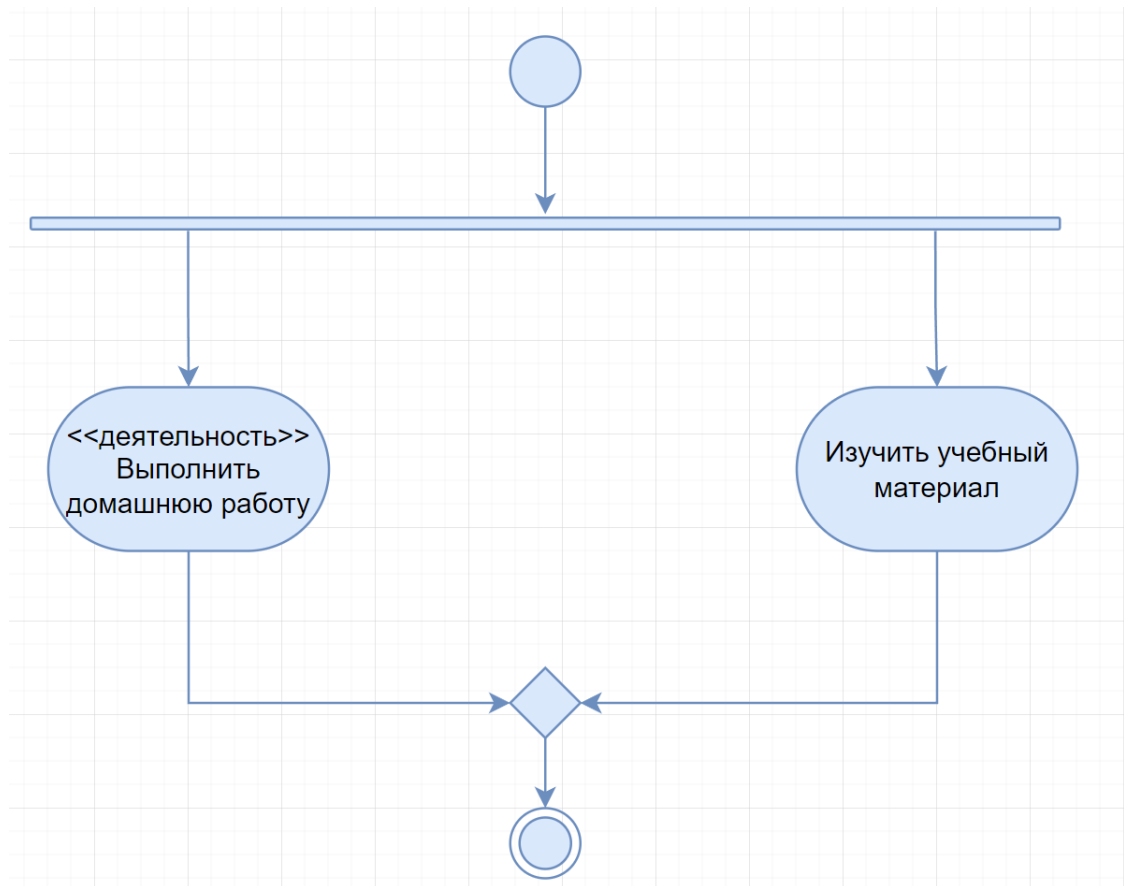 <<деятельность>>
Выполнить
домашнюю работу
Изучить учебный
материал